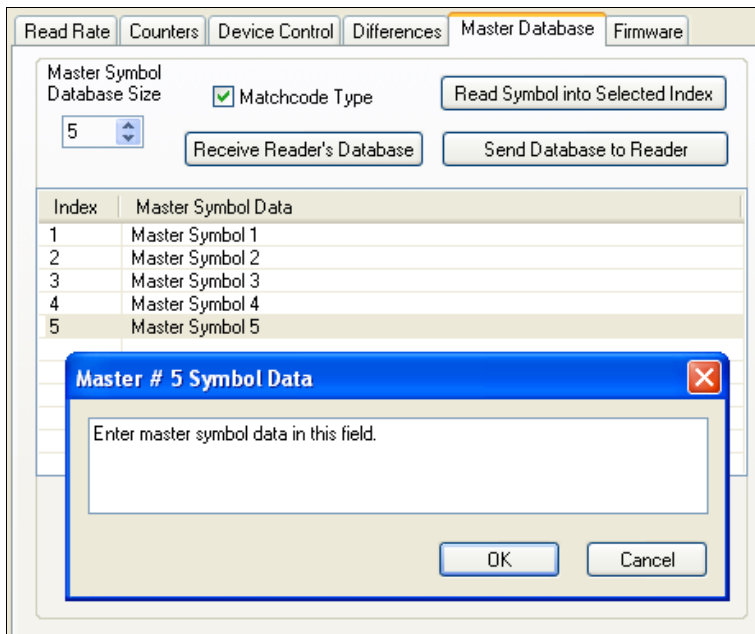 Read Rate Counters Device Control Differences Master Database Firmware
Master Symbol
Database Size
5
Matchcode Type
Read Symbol into Selected Index
Receive Reader's Database
Send Database to Reader
Index Master Symbol Data
1 Master Symbol 1
2 Master Symbol 2
3 Master Symbol 3
4 Master Symbol 4
5 Master Symbol 5
Master # 5 Symbol Data
Enter master symbol data in this field.
OK Cancel